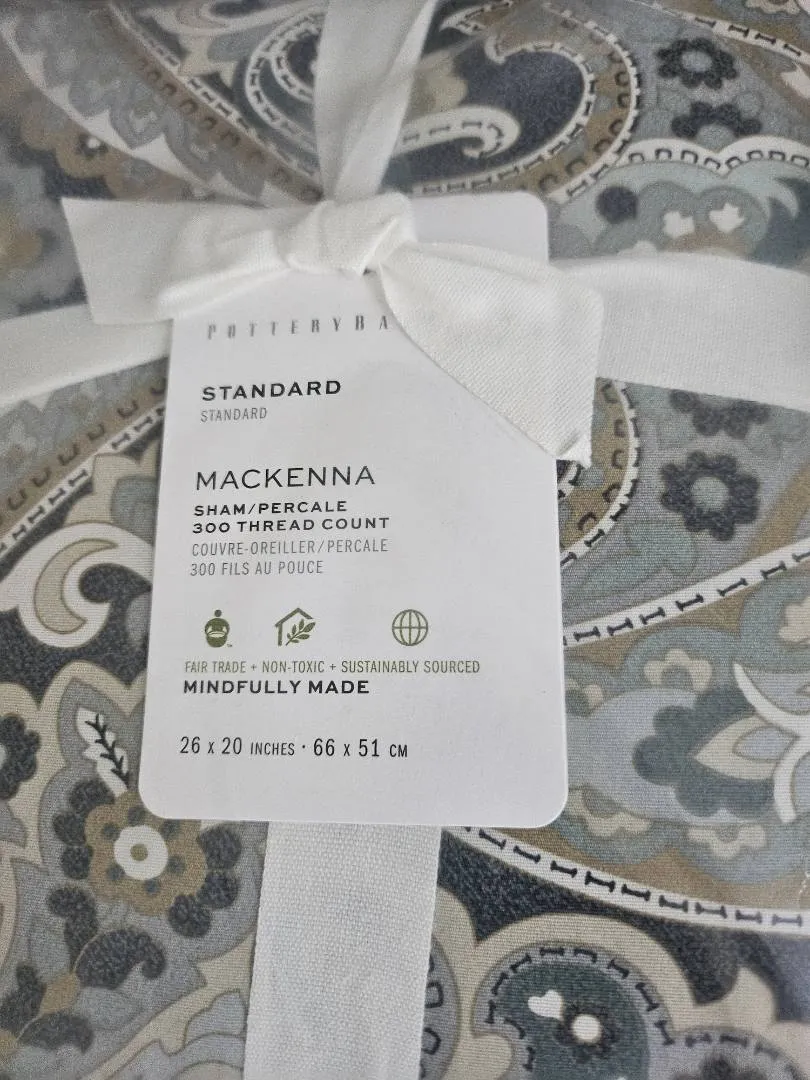 POTTERYBA
STANDARD
STANDARD
MACKENNA
SHAM/PERCALE
300 THREAD COUNT
COUVRE-OREILLER/PERCALE
300 FILS AU POUCE
FAIR TRADE + NON-TOXIC + SUSTAINABLY SOURCED
MINDFULLY MADE
26 x 20 INCHES · 66 x 51 CM